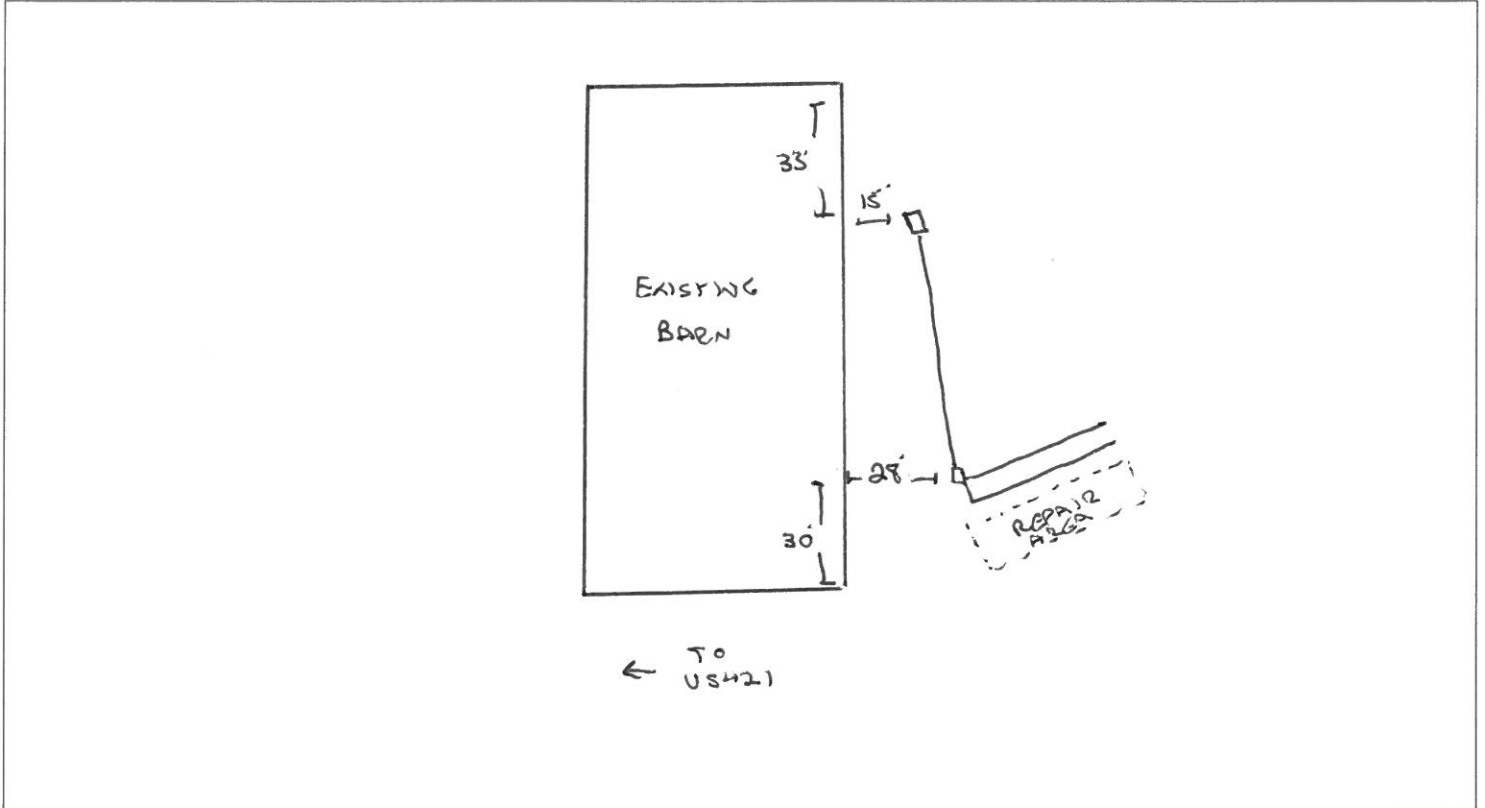 33'
15'
EXISTING
BARN
28'
REPAIR
AREA
30'
TO
US421